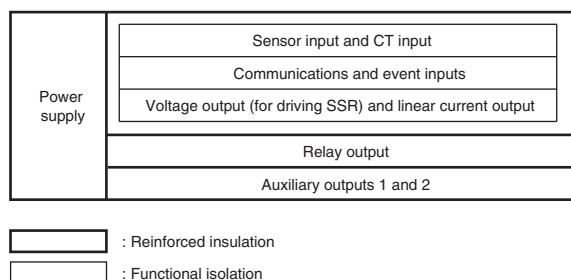 Power
supply
Sensor input and CT input
Communications and event inputs
Voltage output (for driving SSR) and linear current output
Relay output
Auxiliary outputs 1 and 2
: Reinforced insulation
: Functional isolation